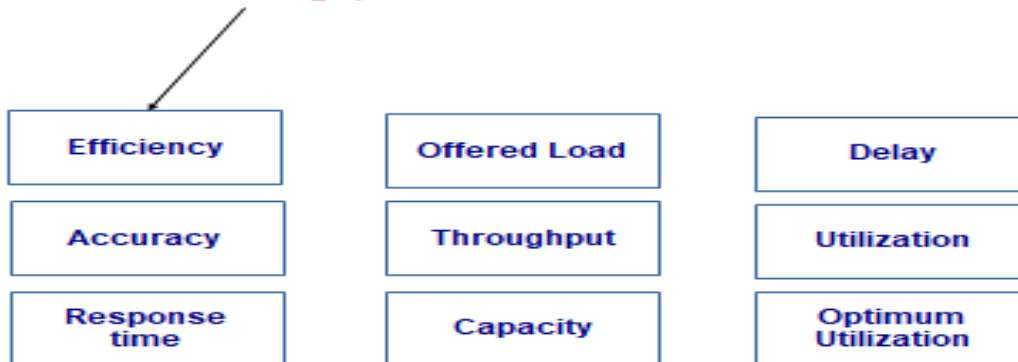 Efficiency
Offered Load
Delay
Accuracy
Throughput
Utilization
Response
time
Capacity
Optimum
Utilization